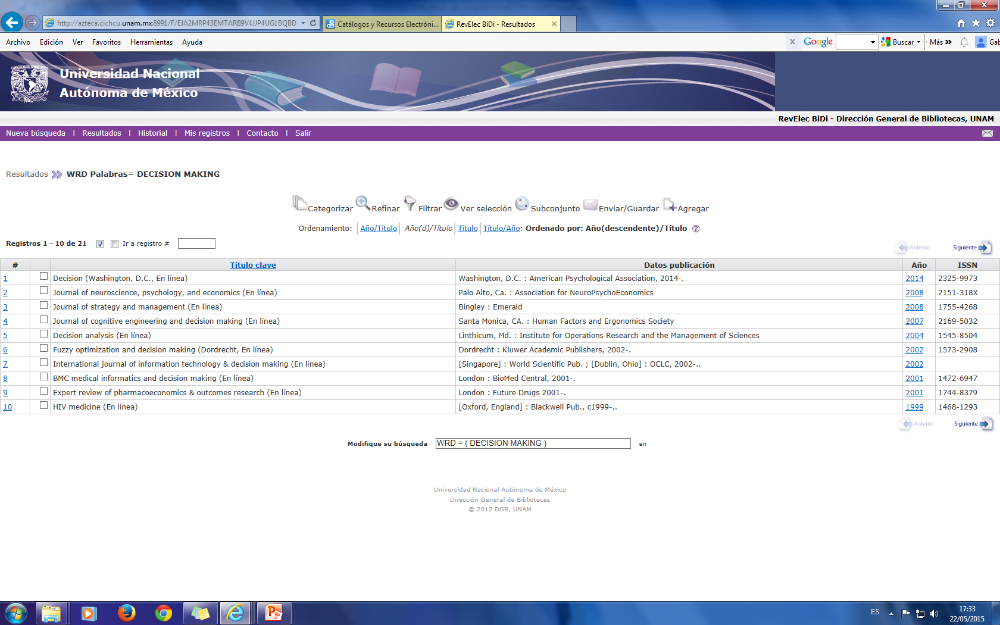 http://azteca.cichcu.unam.mx:8991/F/EJA2MRP43EMTARB9V4JJP4UG1BQBD
Catálogos y Recursos Electróni...
RevElec BiDi - Resultados
Archivo Edición Ver Favoritos Herramientas Ayuda
x Google Buscar Más »
Universidad Nacional
Autónoma de México
RevElec BiDi - Dirección General de Bibliotecas, UNAM
Nueva búsqueda | Resultados | Historial | Mis registros | Contacto | Salir
Resultados WRD Palabras= DECISION MAKING
Categorizar Refinar Filtrar Ver selección Subconjunto Enviar/Guardar Agregar
Ordenamiento: Año/Título Año(d)/Título Título Título/Año: Ordenado por: Año(descendente)/Título ?
Registros 1 - 10 de 21 Ir a registro #
Anterior Siguiente
# Título clave Datos publicación Año ISSN
1 Decision (Washington, D.C., En línea) Washington, D.C. : American Psychological Association, 2014-. 2014 2325-9973
2 Journal of neuroscience, psychology, and economics (En línea) Palo Alto, Ca. : Association for NeuroPsychoEconomics 2008 2151-318X
3 Journal of strategy and management (En línea) Bingley : Emerald 2008 1755-4268
4 Journal of cognitive engineering and decision making (En línea) Santa Monica, CA. : Human Factors and Ergonomics Society 2007 2169-5032
5 Decision analysis (En línea) Linthicum, Md. : Institute for Operations Research and the Management of Sciences 2004 1545-8504
6 Fuzzy optimization and decision making (Dordrecht, En línea) Dordrecht : Kluwer Academic Publishers, 2002-. 2002 1573-2908
7 International journal of information technology & decision making (En línea) [Singapore] : World Scientific Pub. ; [Dublin, Ohio] : OCLC, 2002-.. 2002
8 BMC medical informatics and decision making (En línea) London : BioMed Central, 2001-. 2001 1472-6947
9 Expert review of pharmacoeconomics & outcomes research (En línea) London : Future Drugs 2001-. 2001 1744-8379
10 HIV medicine (En línea) [Oxford, England] : Blackwell Pub., c1999-.. 1999 1468-1293
Anterior Siguiente
Modifique su búsqueda WRD = ( DECISION MAKING ) en
Universidad Nacional Autónoma de México
Dirección General de Bibliotecas
© 2012 DGB, UNAM
ES
17:33
22/05/2015